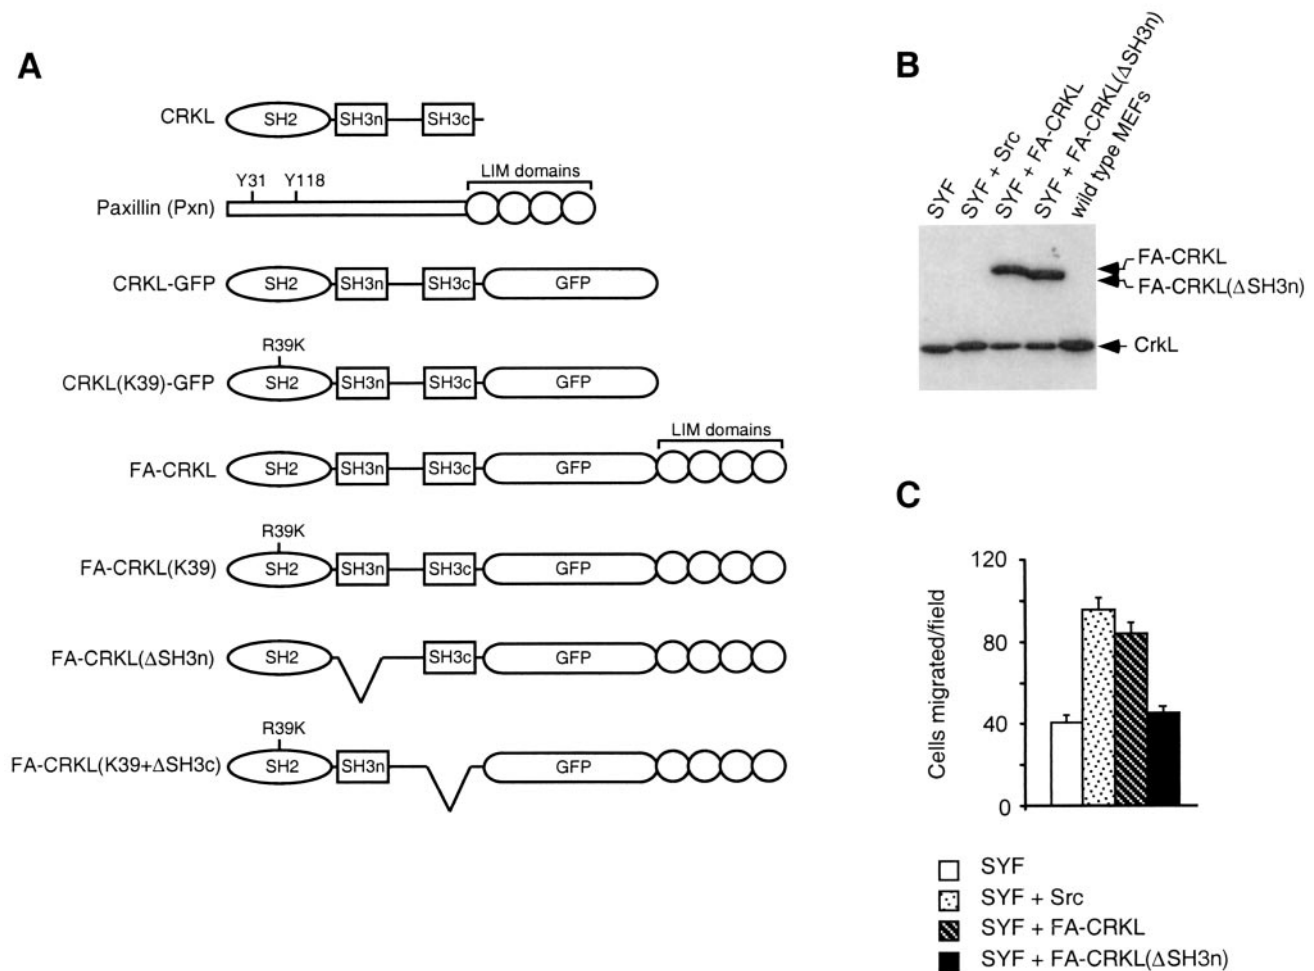 A
CRKL
SH2 SH3n SH3c
LIM domains
Y31 Y118
Paxillin (Pxn)
CRKL-GFP
SH2 SH3n SH3c GFP
R39K
CRKL(K39)-GFP
SH2 SH3n SH3c GFP
LIM domains
FA-CRKL
SH2 SH3n SH3c GFP
R39K
FA-CRKL(K39)
SH2 SH3n SH3c GFP
FA-CRKL(ΔSH3n)
SH2 SH3c GFP
R39K
FA-CRKL(K39+ΔSH3c)
SH2 SH3n GFP
B
SYF
SYF + Src
SYF + FA-CRKL
SYF + FA-CRKL(ΔSH3n)
wild type MEFs
FA-CRKL
FA-CRKL(ΔSH3n)
CrkL
C
Cells migrated/field
120
80
40
0
SYF
SYF + Src
SYF + FA-CRKL
SYF + FA-CRKL(ΔSH3n)